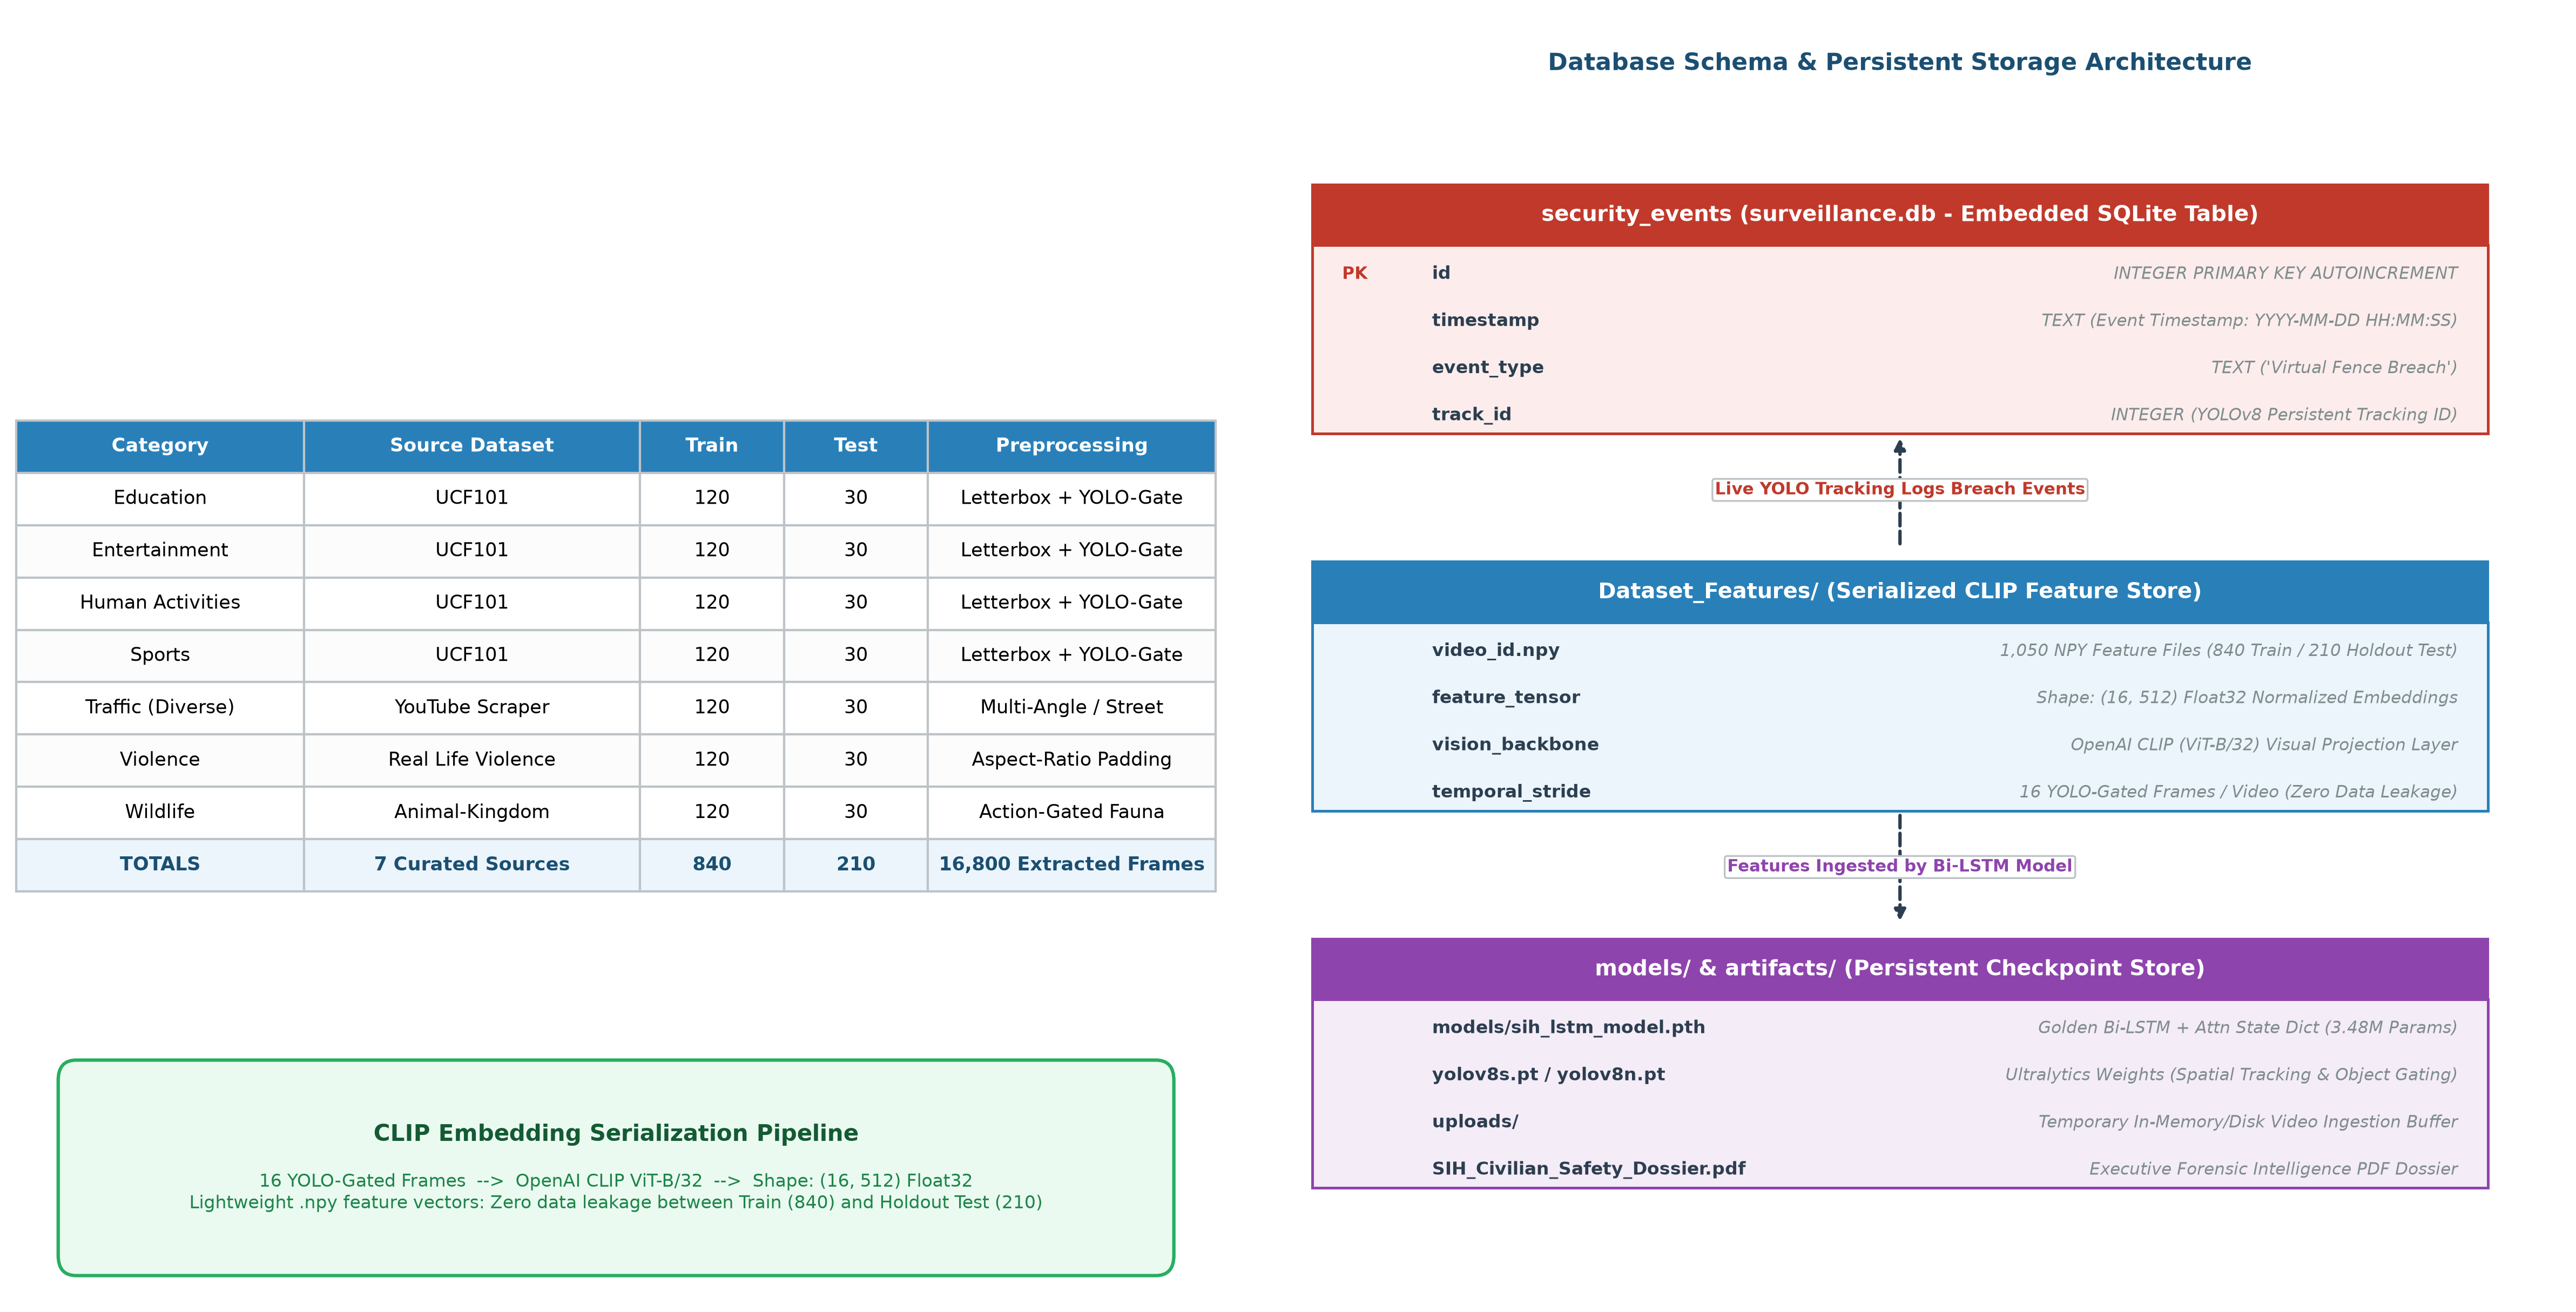 Category Source Dataset Train Test Preprocessing
Education UCF101 120 30 Letterbox + YOLO-Gate
Entertainment UCF101 120 30 Letterbox + YOLO-Gate
Human Activities UCF101 120 30 Letterbox + YOLO-Gate
Sports UCF101 120 30 Letterbox + YOLO-Gate
Traffic (Diverse) YouTube Scraper 120 30 Multi-Angle / Street
Violence Real Life Violence 120 30 Aspect-Ratio Padding
Wildlife Animal-Kingdom 120 30 Action-Gated Fauna
TOTALS 7 Curated Sources 840 210 16,800 Extracted Frames
CLIP Embedding Serialization Pipeline
16 YOLO-Gated Frames --> OpenAI CLIP ViT-B/32 --> Shape: (16, 512) Float32
Lightweight .npy feature vectors: Zero data leakage between Train (840) and Holdout Test (210)
Database Schema & Persistent Storage Architecture
security_events (surveillance.db - Embedded SQLite Table)
PK id INTEGER PRIMARY KEY AUTOINCREMENT
timestamp TEXT (Event Timestamp: YYYY-MM-DD HH:MM:SS)
event_type TEXT ('Virtual Fence Breach')
track_id INTEGER (YOLOv8 Persistent Tracking ID)
Live YOLO Tracking Logs Breach Events
Dataset_Features/ (Serialized CLIP Feature Store)
video_id.npy 1,050 NPY Feature Files (840 Train / 210 Holdout Test)
feature_tensor Shape: (16, 512) Float32 Normalized Embeddings
vision_backbone OpenAI CLIP (ViT-B/32) Visual Projection Layer
temporal_stride 16 YOLO-Gated Frames / Video (Zero Data Leakage)
Features Ingested by Bi-LSTM Model
models/ & artifacts/ (Persistent Checkpoint Store)
models/sih_lstm_model.pth Golden Bi-LSTM + Attn State Dict (3.48M Params)
yolov8s.pt / yolov8n.pt Ultralytics Weights (Spatial Tracking & Object Gating)
uploads/ Temporary In-Memory/Disk Video Ingestion Buffer
SIH_Civilian_Safety_Dossier.pdf Executive Forensic Intelligence PDF Dossier